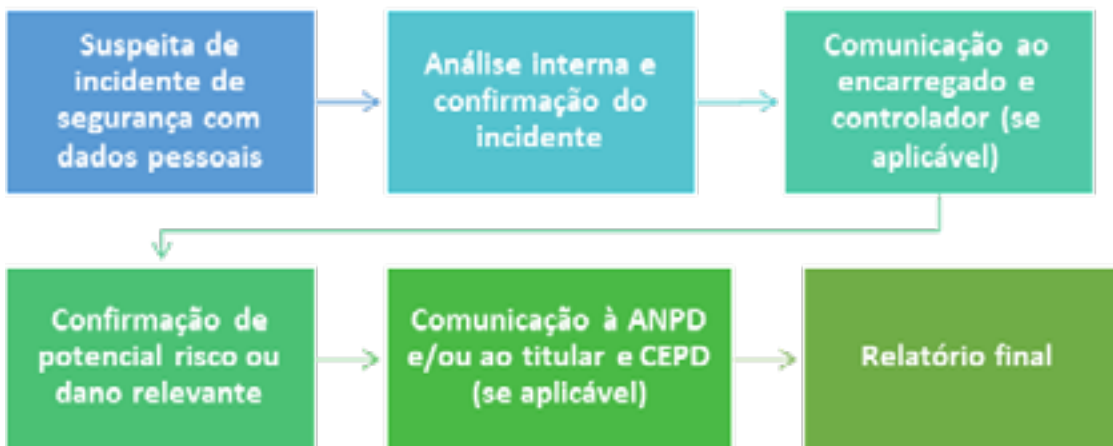 Suspeita de
incidente de
segurança com
dados pessoais
Análise interna e
confirmação do
incidente
Comunicação ao
encarregado e
controlador (se
aplicável)
Confirmação de
potencial risco ou
dano relevante
Comunicação à ANPD
e/ou ao titular e CEPD
(se aplicável)
Relatório final